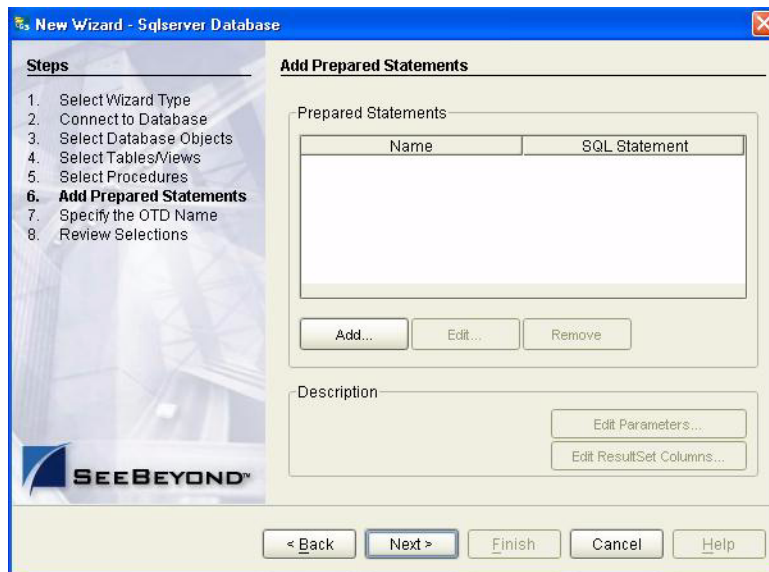 New Wizard - Sqlserver Database
Steps
1. Select Wizard Type
2. Connect to Database
3. Select Database Objects
4. Select Tables/Views
5. Select Procedures
6. Add Prepared Statements
7. Specify the OTD Name
8. Review Selections
SEEBEYOND™
Add Prepared Statements
Prepared Statements
Name SQL Statement
Add... Edit... Remove
Description
Edit Parameters...
Edit ResultSet Columns...
< Back Next > Finish Cancel Help